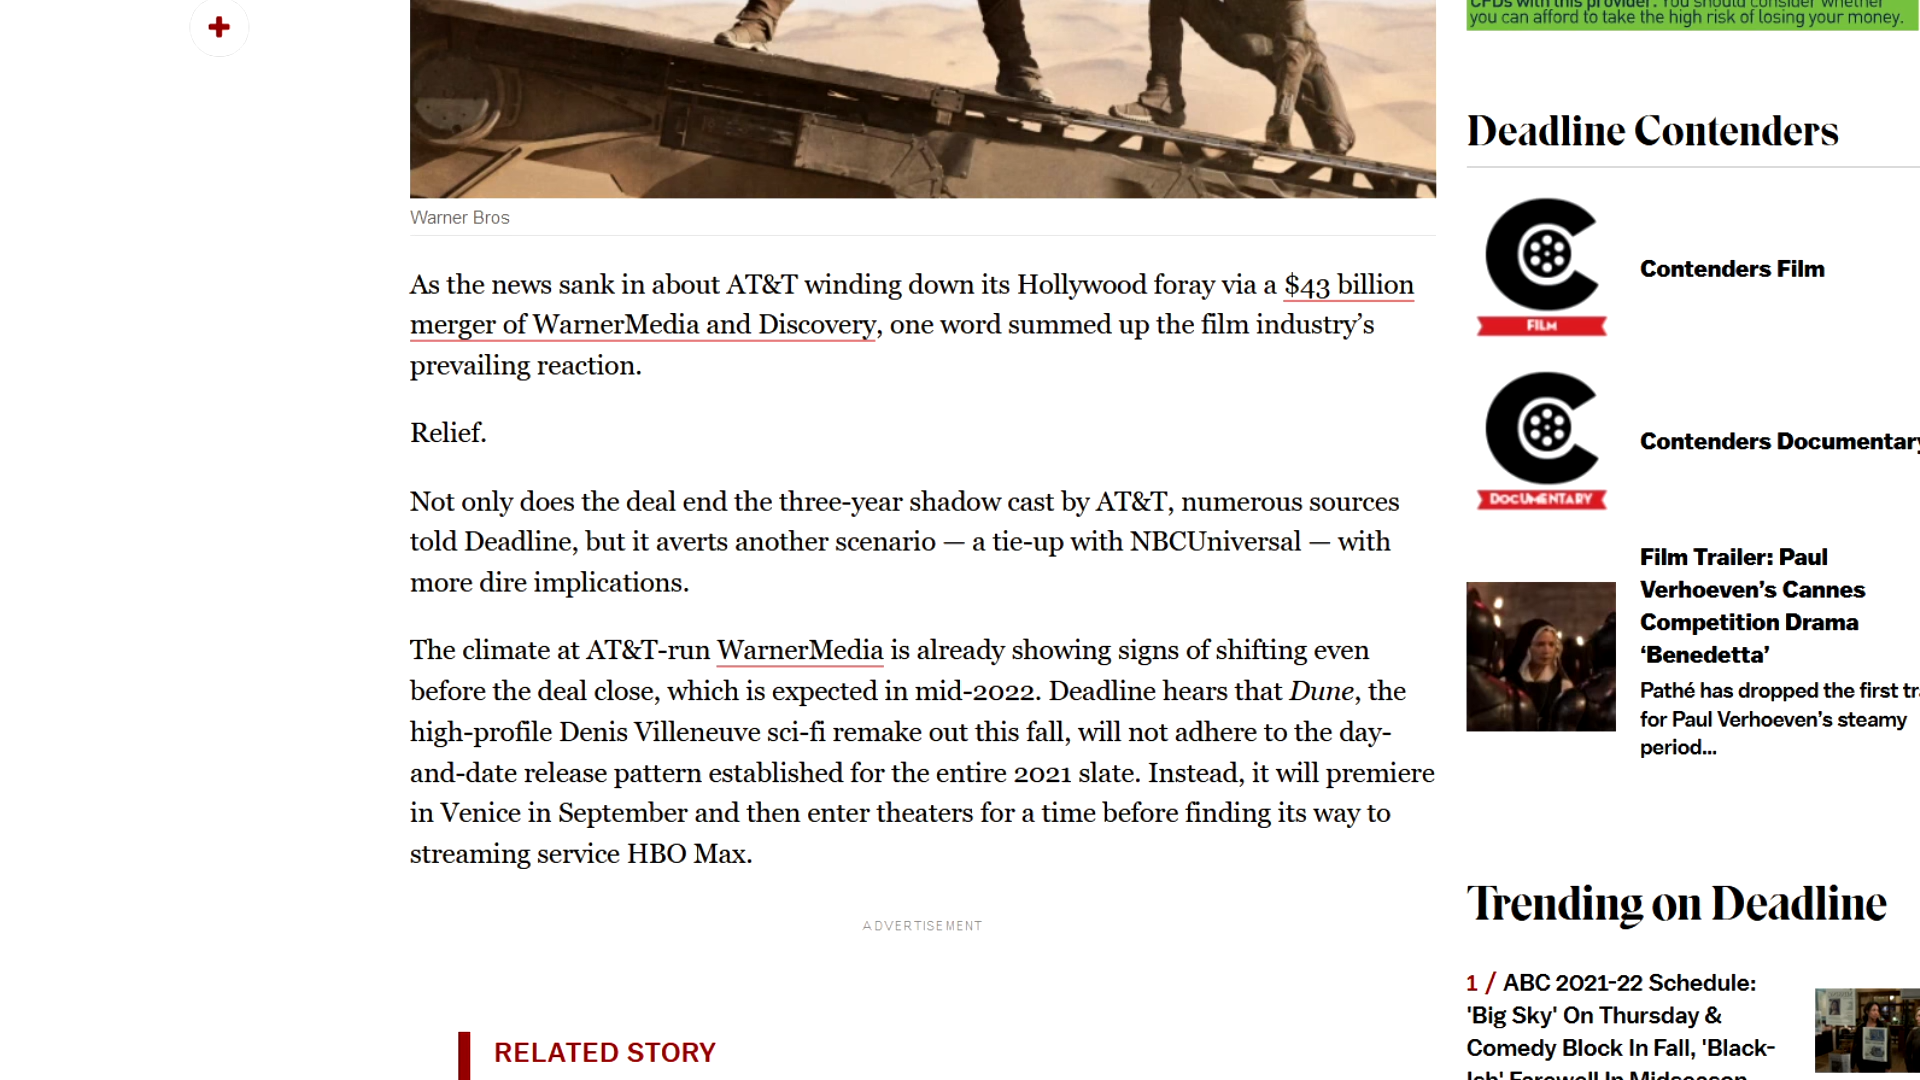 CFDs with this provider. You should consider whether
you can afford to take the high risk of losing your money.
Warner Bros
As the news sank in about AT&T winding down its Hollywood foray via a $43 billion
merger of WarnerMedia and Discovery, one word summed up the film industry’s
prevailing reaction.
Relief.
Not only does the deal end the three-year shadow cast by AT&T, numerous sources
told Deadline, but it averts another scenario — a tie-up with NBCUniversal — with
more dire implications.
The climate at AT&T-run WarnerMedia is already showing signs of shifting even
before the deal close, which is expected in mid-2022. Deadline hears that Dune, the
high-profile Denis Villeneuve sci-fi remake out this fall, will not adhere to the day-
and-date release pattern established for the entire 2021 slate. Instead, it will premiere
in Venice in September and then enter theaters for a time before finding its way to
streaming service HBO Max.
ADVERTISEMENT
RELATED STORY
Deadline Contenders
FILM
Contenders Film
DOCUMENTARY
Contenders Documentary
Film Trailer: Paul
Verhoeven’s Cannes
Competition Drama
‘Benedetta’
Pathé has dropped the first tr
for Paul Verhoeven’s steamy
period...
Trending on Deadline
1 / ABC 2021-22 Schedule:
'Big Sky' On Thursday &
Comedy Block In Fall, 'Black-
Ish' Farewell In Midseason